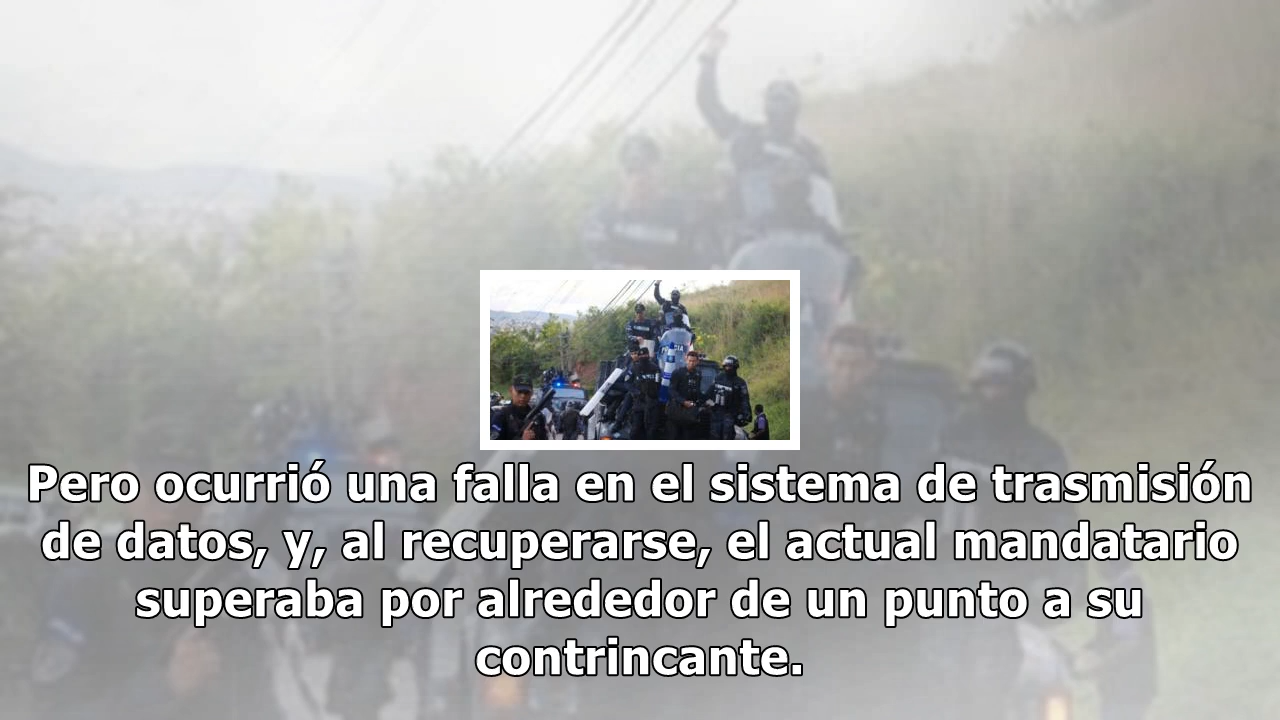 Pero ocurrió una falla en el sistema de trasmisión
de datos, y, al recuperarse, el actual mandatario
superaba por alrededor de un punto a su
contrincante.